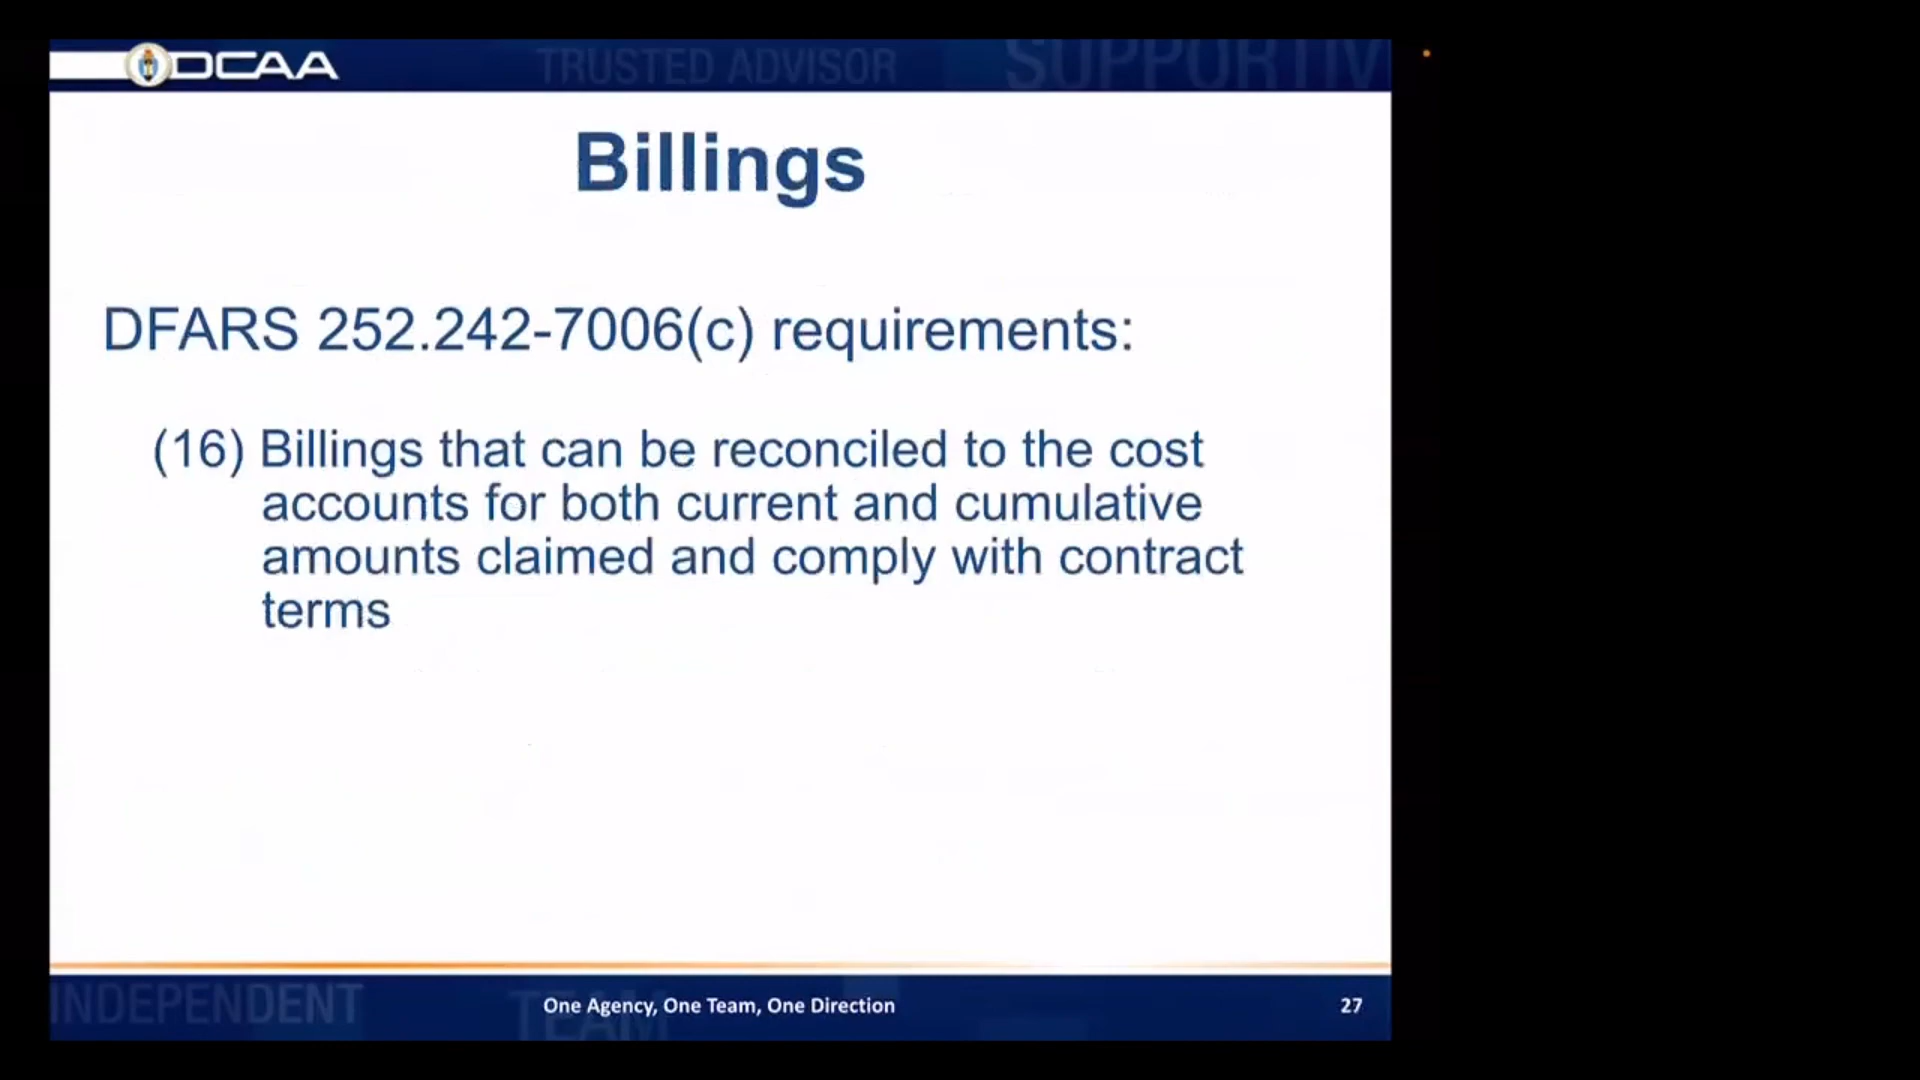 DCAA
TRUSTED ADVISOR
SUPPORTIV
Billings
DFARS 252.242-7006(c) requirements:
(16) Billings that can be reconciled to the cost
accounts for both current and cumulative
amounts claimed and comply with contract
terms
INDEPENDENT
TEAM
One Agency, One Team, One Direction
27